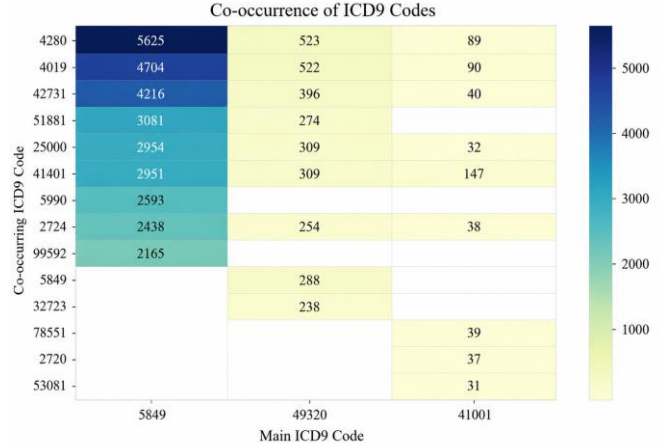 Co-occurrence of ICD9 Codes
4280 5625 523 89
4019 4704 522 90
42731 4216 396 40
51881 3081 274
25000 2954 309 32
41401 2951 309 147
5990 2593
2724 2438 254 38
99592 2165
5849 288
32723 238
78551 39
2720 37
53081 31
5849 49320 41001
Main ICD9 Code
Co-occurring ICD9 Code
5000
4000
3000
2000
1000